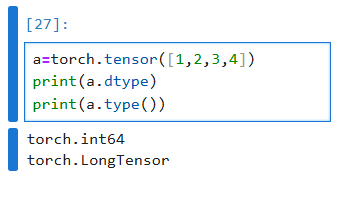 [27]:
a=torch.tensor([1,2,3,4])
print(a.dtype)
print(a.type())
torch.int64
torch.LongTensor